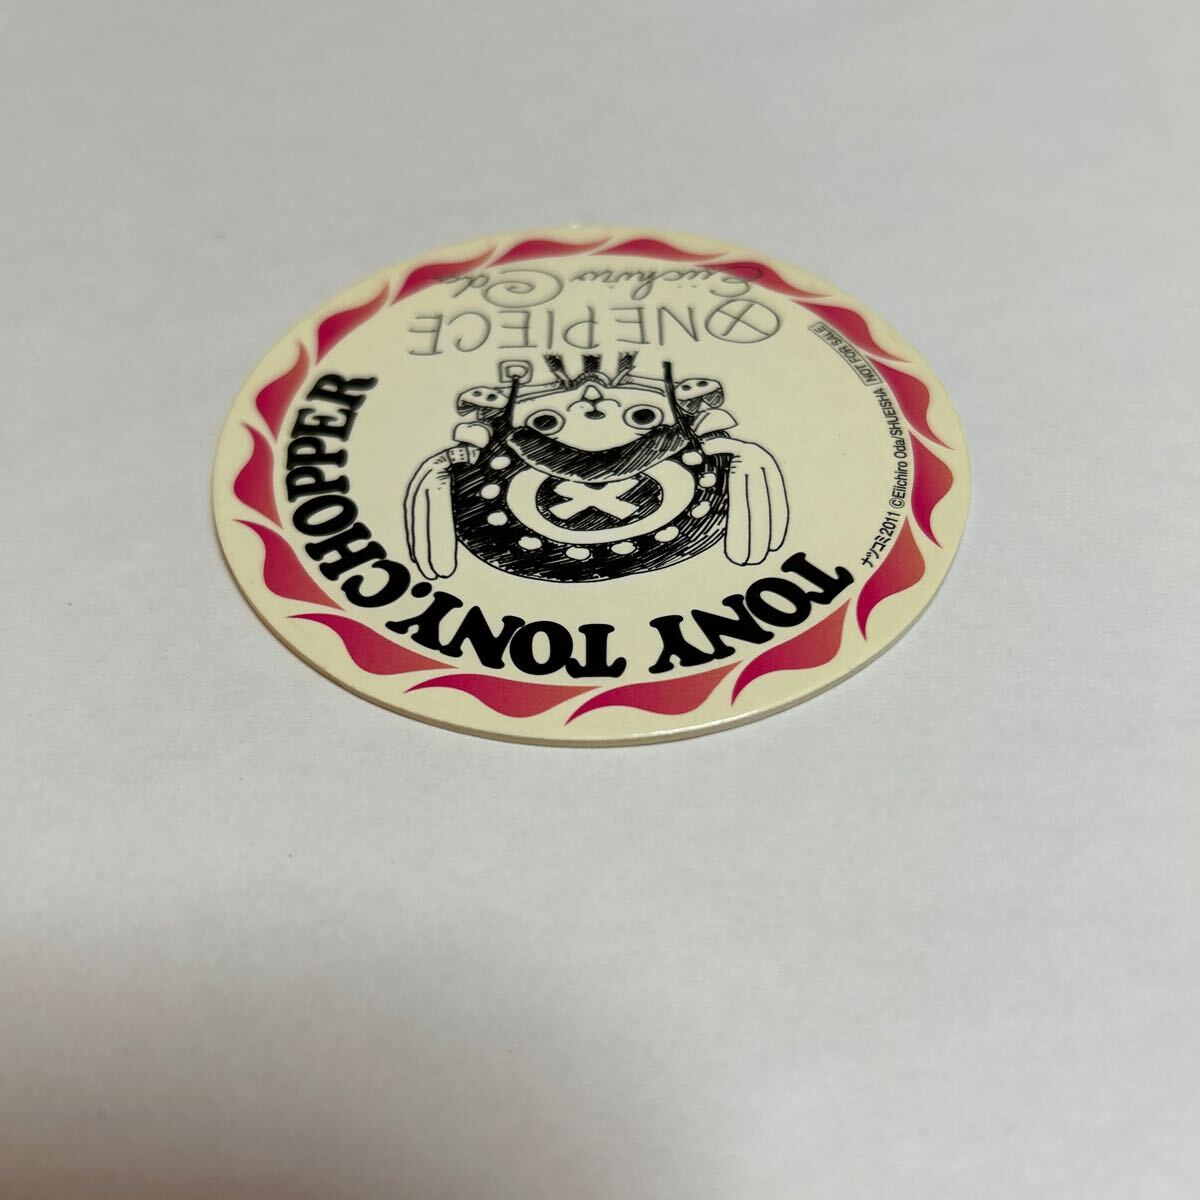 TONY TONY.CHOPPER
ナツコミ2011 ©Eiichiro Oda/SHUEISHA NOT FOR SALE
ONE PIECE
Eiichiro Oda